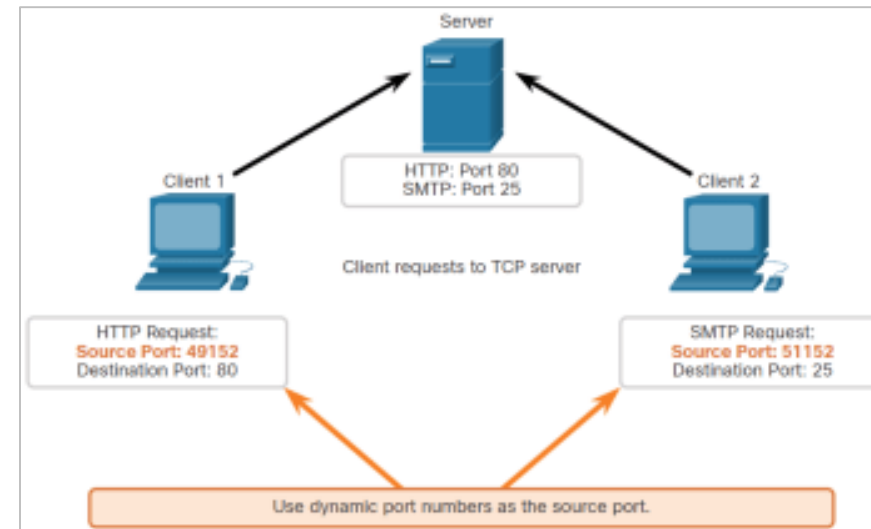 Server
HTTP: Port 80
SMTP: Port 25
Client 1
Client 2
Client requests to TCP server
HTTP Request:
Source Port: 49152
Destination Port: 80
SMTP Request:
Source Port: 51152
Destination Port: 25
Use dynamic port numbers as the source port.